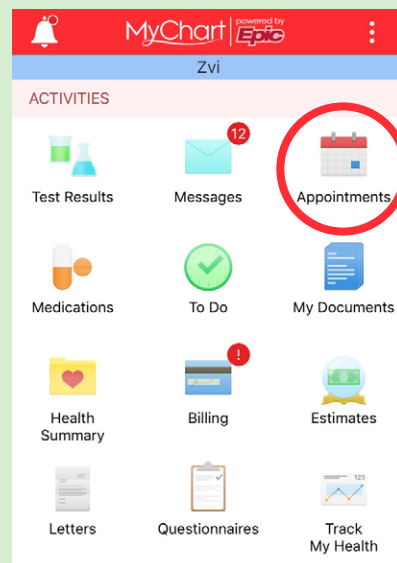 MyChart powered by Epic
Zvi
ACTIVITIES
12
Test Results Messages Appointments
Medications To Do My Documents
!
Health Summary Billing Estimates
123
Letters Questionnaires Track My Health